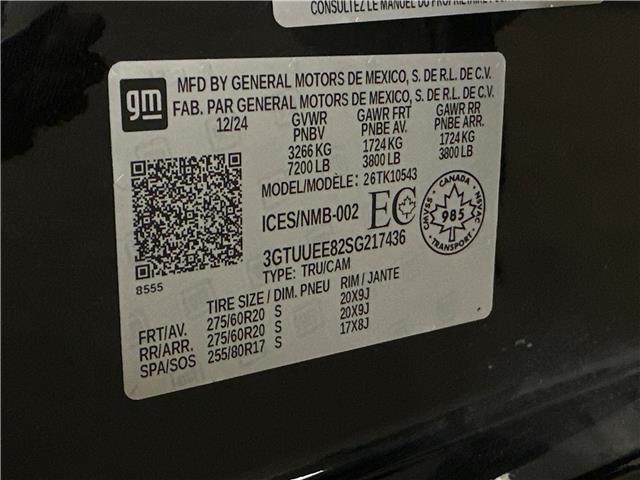 CONSULTEZ LE MANUEL DU PROPRIÉTAIRE
gm
MFD BY GENERAL MOTORS DE MEXICO, S. DE R.L. DE C.V.
FAB. PAR GENERAL MOTORS DE MEXICO, S. DE R.L. DE C.V.
12/24 GVWR GAWR FRT GAWR RR
PNBV PNBE AV. PNBE ARR.
3266 KG 1724 KG 1724 KG
7200 LB 3800 LB 3800 LB
MODEL/MODÈLE: 26TK10543
ICES/NMB-002 EC
CANADA
CMVSS 985 NSVAC
TRANSPORT
3GTUUEE82SG217436
TYPE: TRU/CAM
8555
TIRE SIZE / DIM. PNEU RIM / JANTE
FRT/AV. 275/60R20 S 20X9J
RR/ARR. 275/60R20 S 20X9J
SPA/SOS 255/80R17 S 17X8J